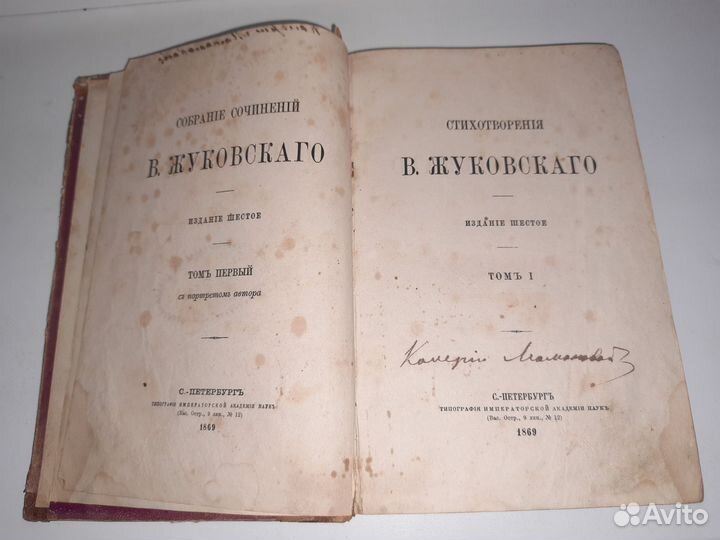 СОБРАНІЕ СОЧИНЕНІЙ
В. ЖУКОВСКАГО
ИЗДАНІЕ ШЕСТОЕ
ТОМЪ ПЕРВЫЙ
съ портретомъ автора
С.-ПЕТЕРБУРГЪ
ТИПОГРАФІЯ ИМПЕРАТОРСКОЙ АКАДЕМІИ НАУКЪ
(Вас. Остр., 9 лин., № 12)
1869
СТИХОТВОРЕНІЯ
В. ЖУКОВСКАГО
ИЗДАНІЕ ШЕСТОЕ
ТОМЪ I
С.-ПЕТЕРБУРГЪ
ТИПОГРАФІЯ ИМПЕРАТОРСКОЙ АКАДЕМІИ НАУКЪ
(Вас. Остр., 9 лин., № 12)
1869
Avito